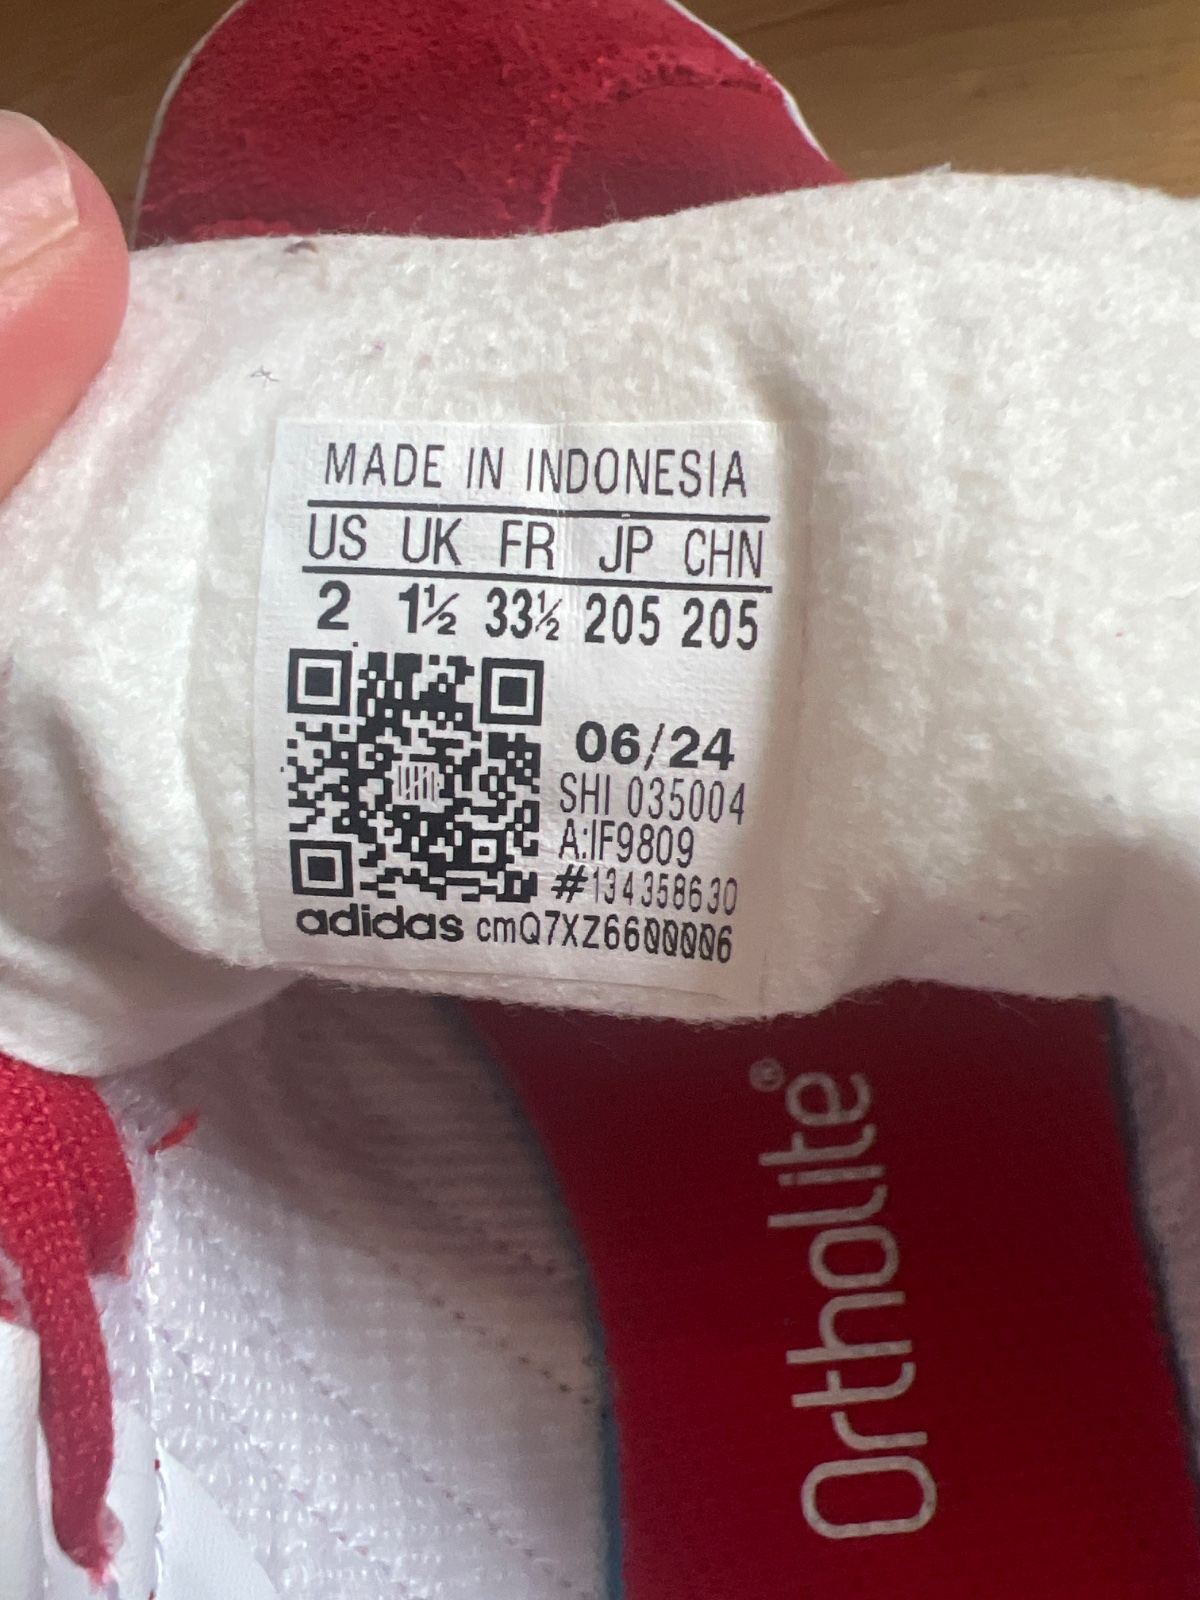 MADE IN INDONESIA
US UK FR JP CHN
2 1½ 33½ 205 205
06/24
SHI 035004
A:IF9809
#134358630
adidas cmQ7XZ6600006
Ortholite®